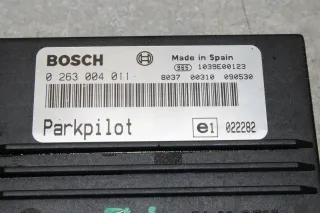 BOSCH
Made in Spain
1039E00123
0 263 004 011
8037 00310 090530
Parkpilot
e1 022282